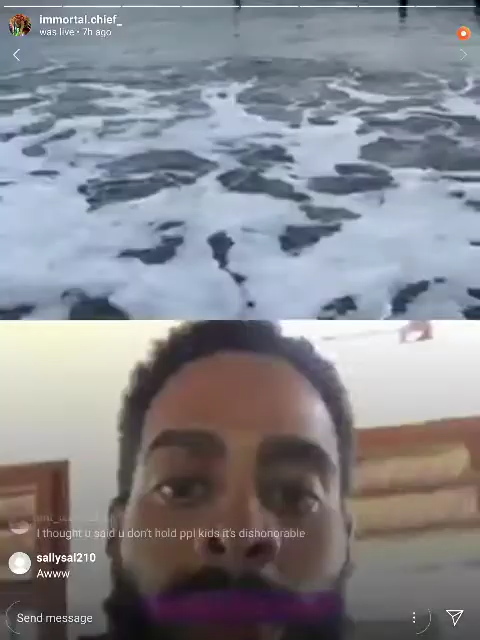 immortal.chief_
was live • 7h ago
I thought u said u don't hold ppl kids it's dishonorable
sallysal210
Awww
Send message